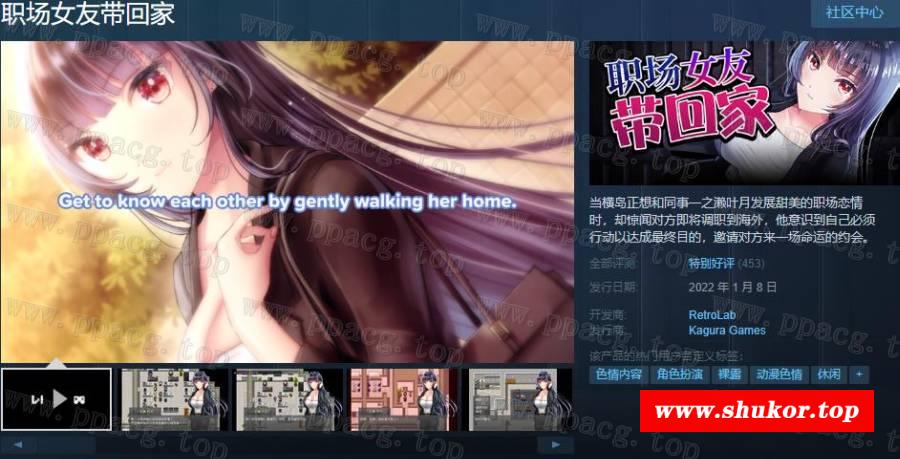 职场女友带回家
社区中心
Get to know each other by gently walking her home.
职场女友
带回家
当横岛正想和同事一之濑叶月发展甜美的职场恋情
时，却惊闻对方即将调职到海外，他意识到自己必须
行动以达成最终目的，邀请对方来一场命运的约会。
全部评测: 特别好评 (453)
发行日期: 2022 年 1 月 8 日
开发商: RetroLab
发行商: Kagura Games
该产品的热门用户自定义标签：
色情内容 角色扮演 裸露 动漫色情 休闲 +
www.shukor.top
www.ppacg.top